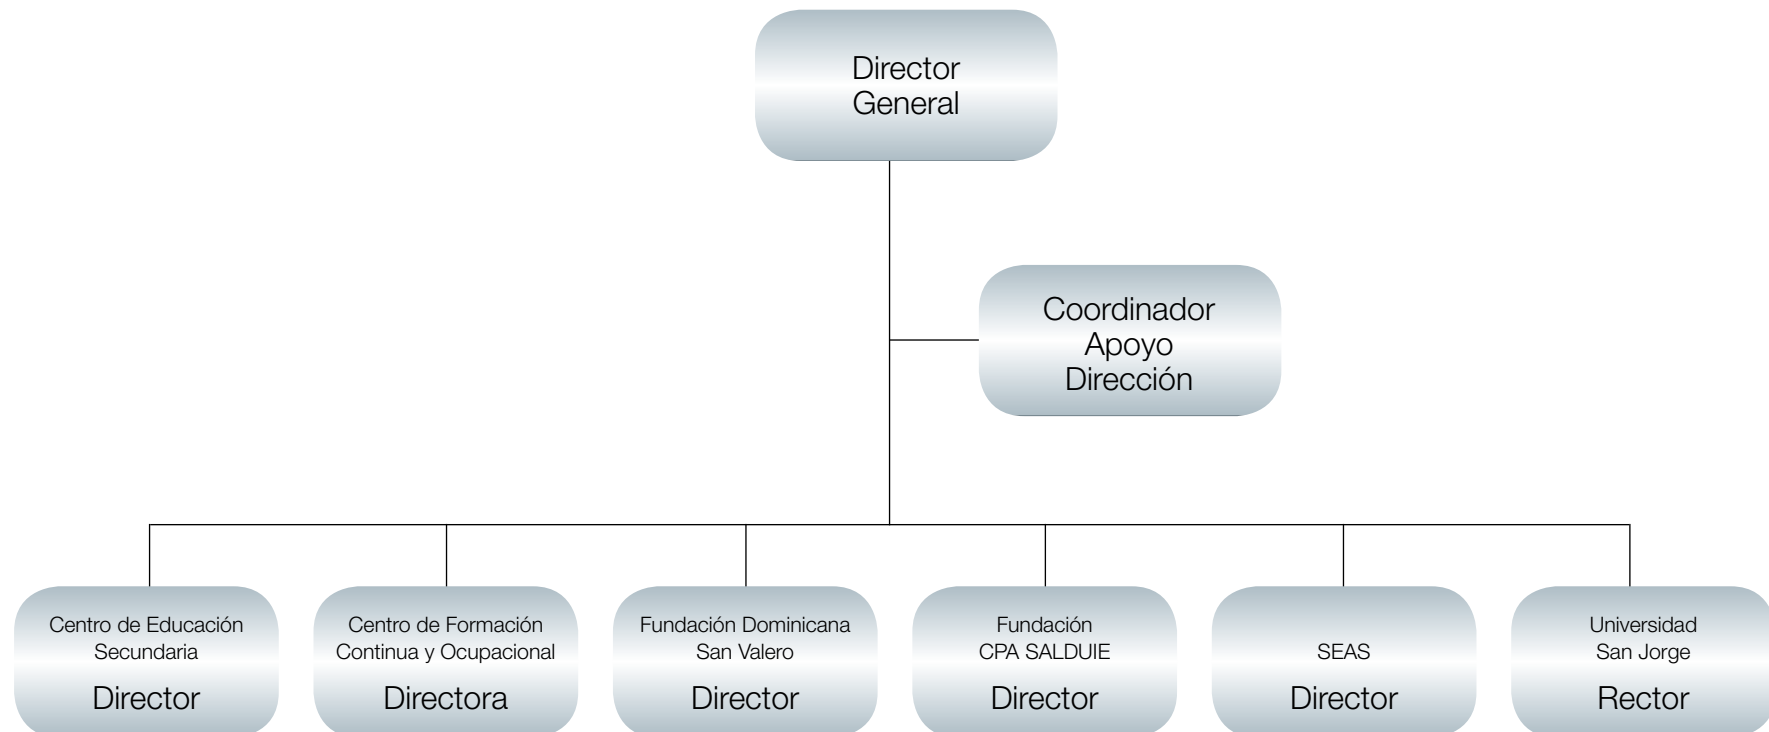 Director
General
Coordinador
Apoyo
Dirección
Centro de Educación
Secundaria
Director
Centro de Formación
Continua y Ocupacional
Directora
Fundación Dominicana
San Valero
Director
Fundación
CPA SALDUIE
Director
SEAS
Director
Universidad
San Jorge
Rector